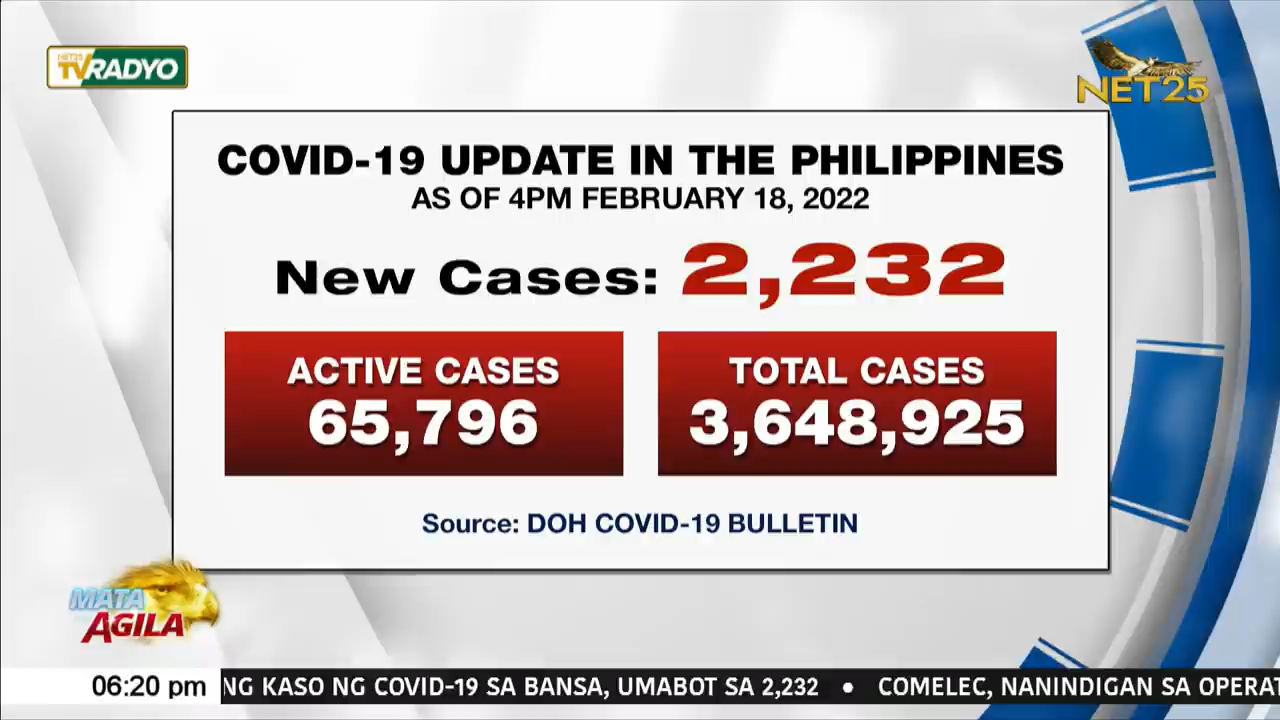 NET25
TVRADYO
NET25
COVID-19 UPDATE IN THE PHILIPPINES
AS OF 4PM FEBRUARY 18, 2022
New Cases: 2,232
ACTIVE CASES
65,796
TOTAL CASES
3,648,925
Source: DOH COVID-19 BULLETIN
MATA
AGILA
06:20 pm
NG KASO NG COVID-19 SA BANSA, UMABOT SA 2,232 • COMELEC, NANINDIGAN SA OPERAT